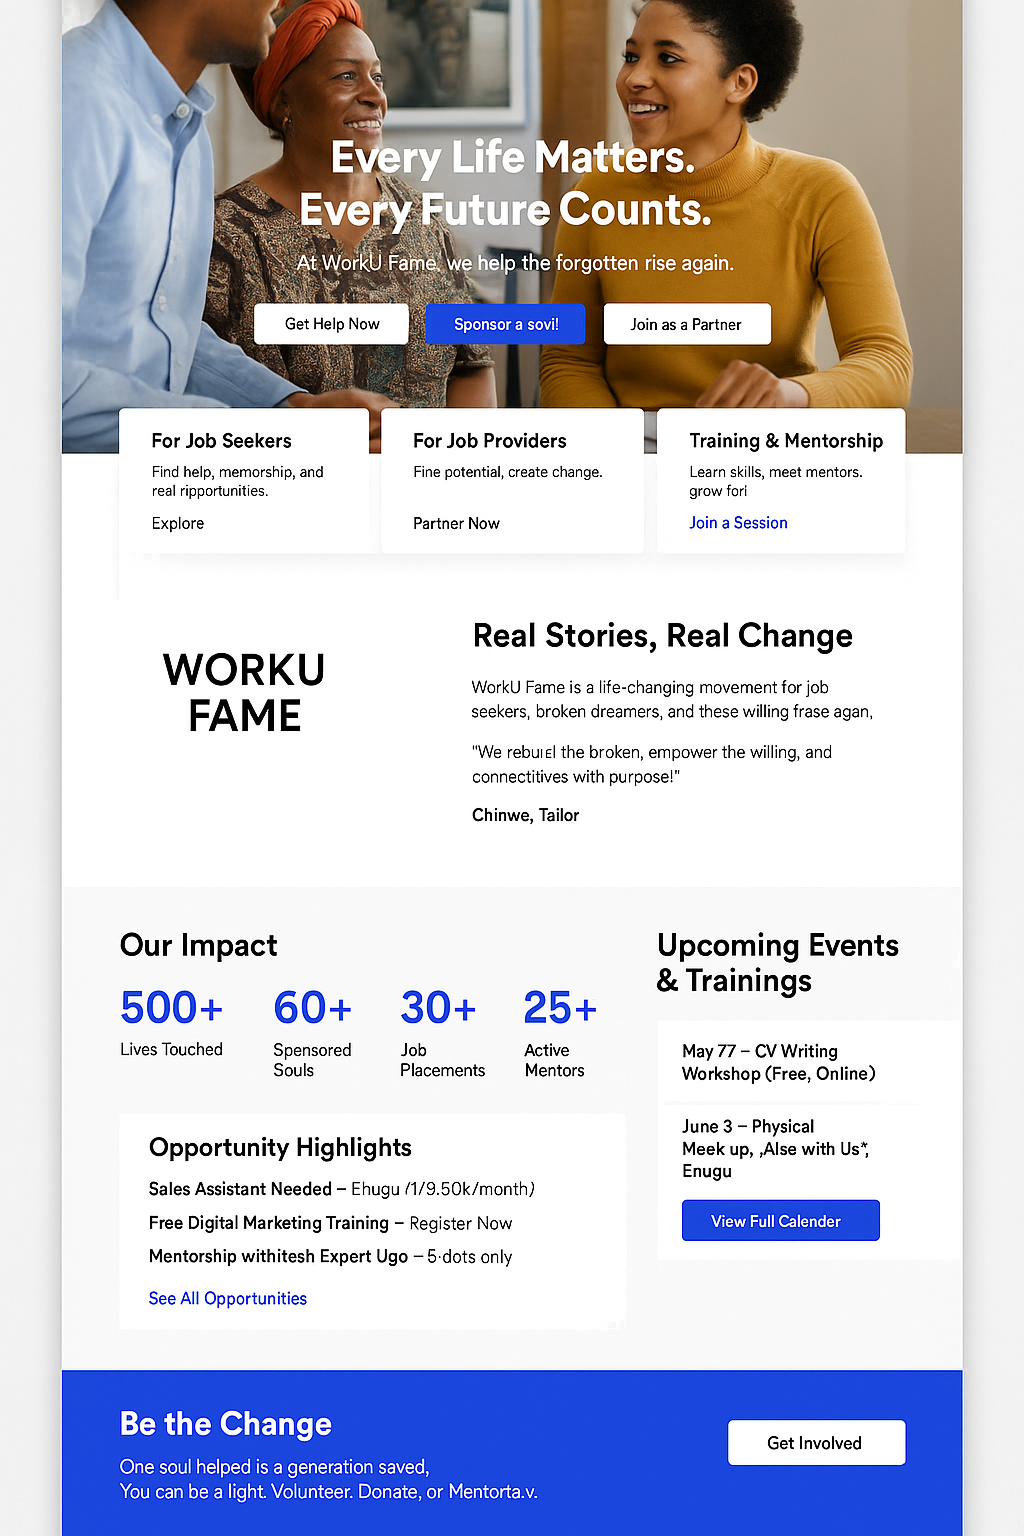 Every Life Matters.
Every Future Counts.
At WorkU Fame, we help the forgotten rise again.
Get Help Now
Sponsor a sovi!
Join as a Partner
For Job Seekers
Find help, memorship, and
real ripportunities.
Explore
For Job Providers
Fine potential, create change.
Partner Now
Training & Mentorship
Learn skills, meet mentors.
grow fori
Join a Session
WORKU
FAME
Real Stories, Real Change
WorkU Fame is a life-changing movement for job
seekers, broken dreamers, and these willing frase agan,
"We the broken, empower the willing, and
connectitives with purpose!"
Chinwe, Tailor
Our Impact
500+
Lives Touched
60+
Sponsored
Souls
30+
Job
Placements
25+
Active
Mentors
Opportunity Highlights
Sales Assistant Needed – Ehugu /1/9.50k/month)
Free Digital Marketing Training – Register Now
Mentorship withitesh Expert Ugo – 5·dots only
See All Opportunities
Upcoming Events
& Trainings
May 77 – CV Writing
Workshop (Free, Online)
June 3 – Physical
Meek up, „Alse with Us“,
Enugu
View Full Calender
Be the Change
One soul helped is a generation saved,
You can be a light. Volunteer. Donate, or Mentorta.v.
Get Involved